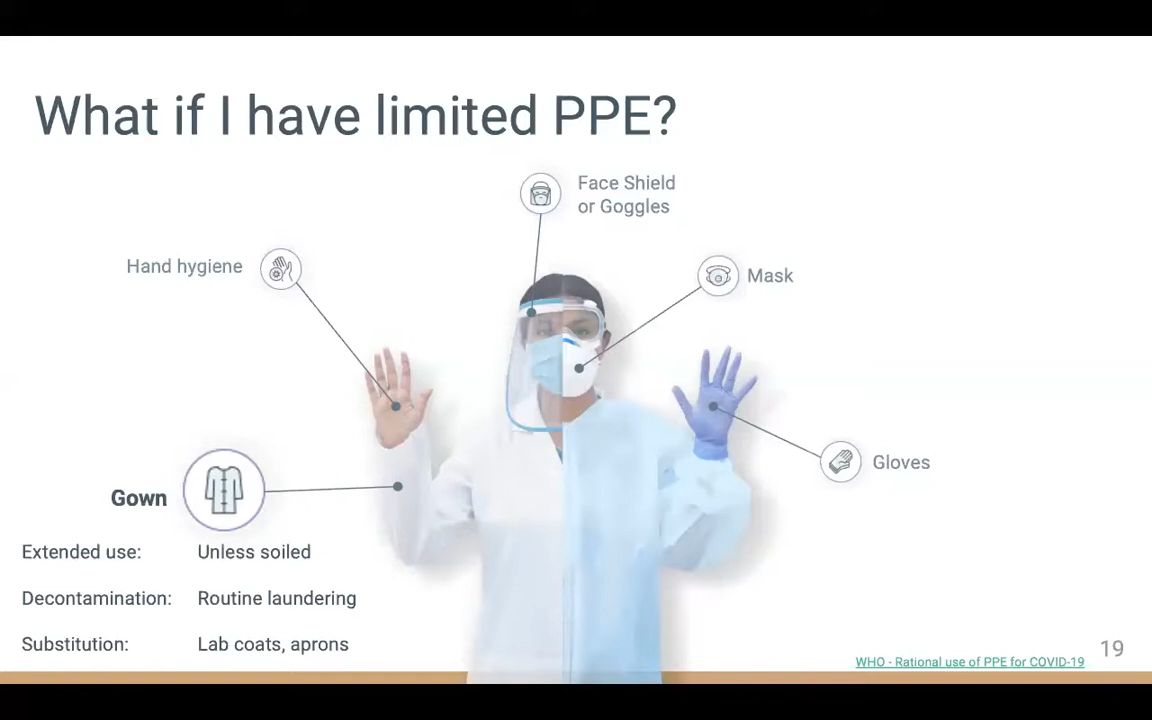 What if I have limited PPE?
Face Shield
or Goggles
Hand hygiene
Mask
Gloves
Gown
Extended use: Unless soiled
Decontamination: Routine laundering
Substitution: Lab coats, aprons
WHO - Rational use of PPE for COVID-19
19